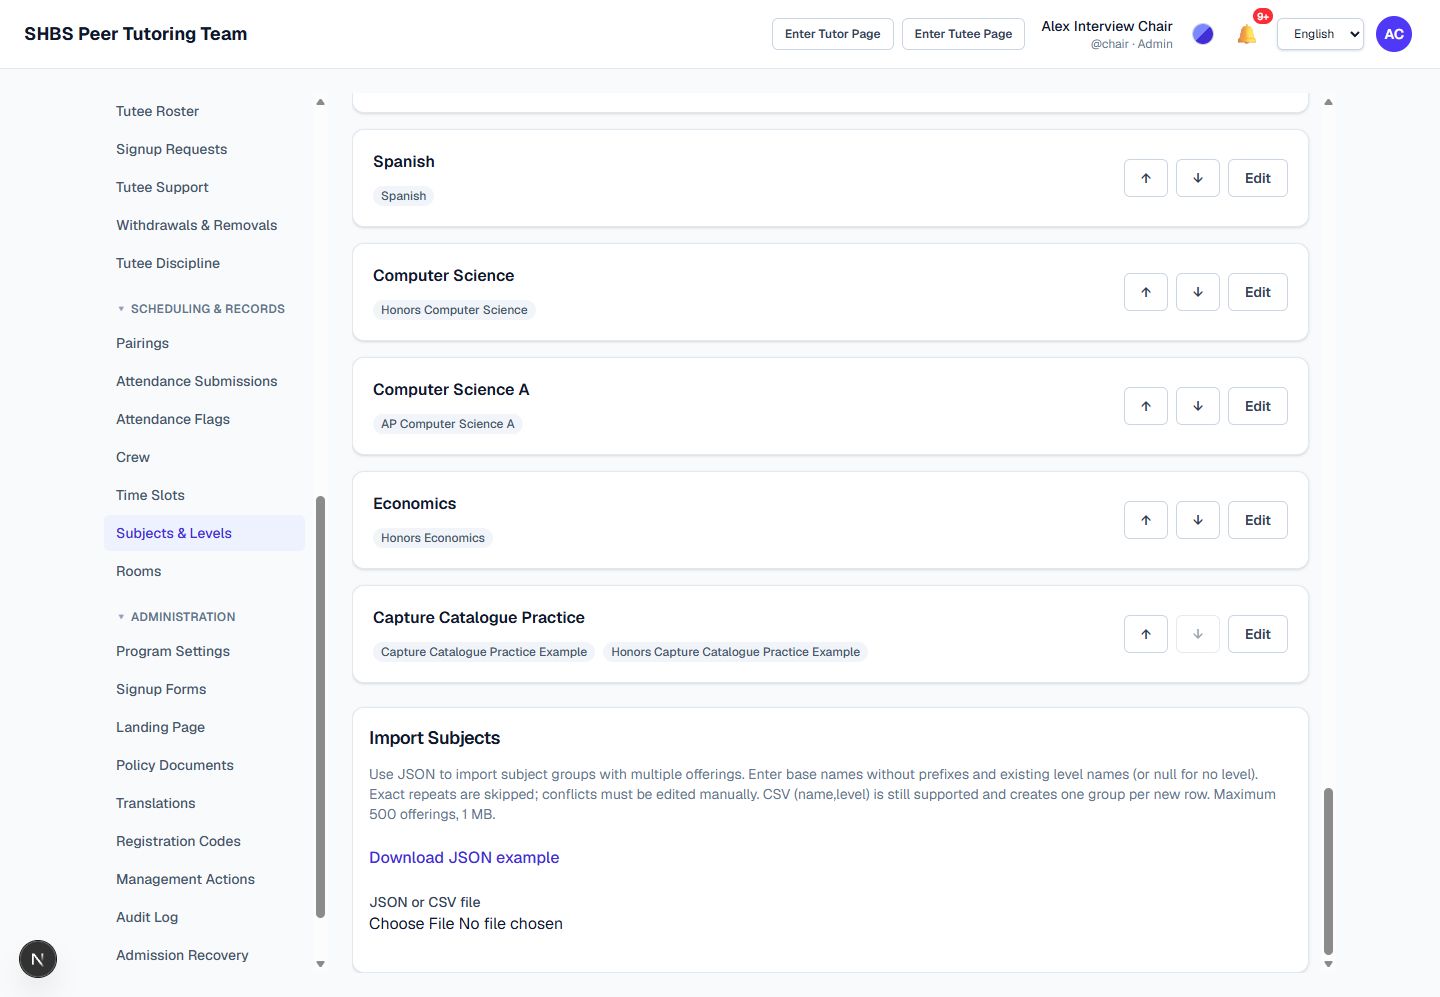 SHBS Peer Tutoring Team
Enter Tutor Page
Enter Tutee Page
Alex Interview Chair
@chair · Admin
9+
English
AC
Tutee Roster
Signup Requests
Tutee Support
Withdrawals & Removals
Tutee Discipline
SCHEDULING & RECORDS
Pairings
Attendance Submissions
Attendance Flags
Crew
Time Slots
Subjects & Levels
Rooms
ADMINISTRATION
Program Settings
Signup Forms
Landing Page
Policy Documents
Translations
Registration Codes
Management Actions
Audit Log
Admission Recovery
N
Spanish
Spanish
↑ ↓ Edit
Computer Science
Honors Computer Science
↑ ↓ Edit
Computer Science A
AP Computer Science A
↑ ↓ Edit
Economics
Honors Economics
↑ ↓ Edit
Capture Catalogue Practice
Capture Catalogue Practice Example Honors Capture Catalogue Practice Example
↑ ↓ Edit
Import Subjects
Use JSON to import subject groups with multiple offerings. Enter base names without prefixes and existing level names (or null for no level).
Exact repeats are skipped; conflicts must be edited manually. CSV (name,level) is still supported and creates one group per new row. Maximum
500 offerings, 1 MB.
Download JSON example
JSON or CSV file
Choose File No file chosen